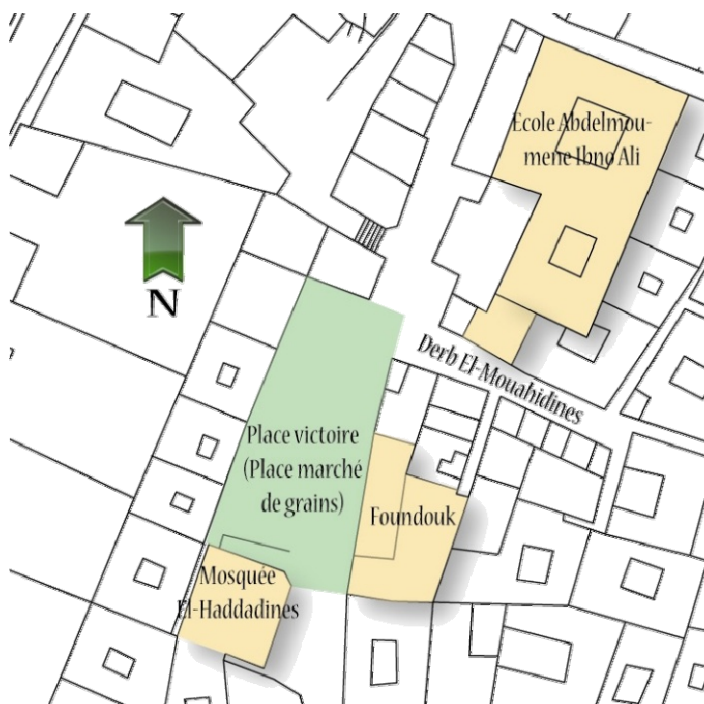 Ecole Abdelmou-
mene Ibno Ali
N
Derb El-Mouahidines
Place victoire
(Place marché
de grains)
Foundouk
Mosquée
El-Haddadines